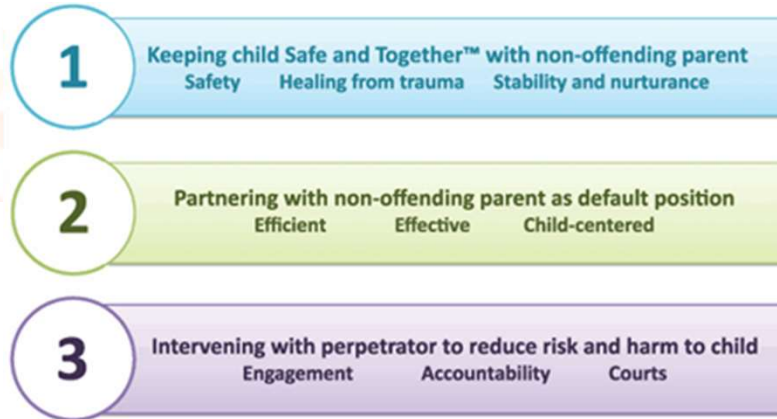 1
Keeping child Safe and Together™ with non-offending parent
Safety Healing from trauma Stability and nurturance
2
Partnering with non-offending parent as default position
Efficient Effective Child-centered
3
Intervening with perpetrator to reduce risk and harm to child
Engagement Accountability Courts